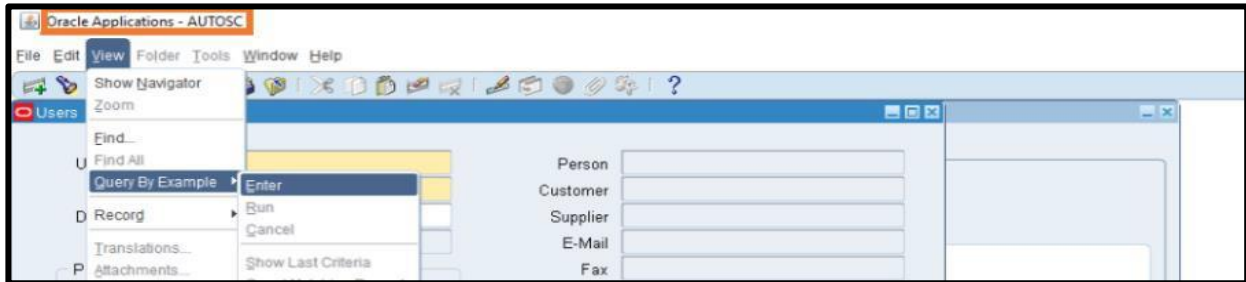 Oracle Applications - AUTOSC
File Edit View Folder Tools Window Help
Show Navigator
?
Users
Zoom
Find...
U
Find All
Person
Query By Example
Enter
Customer
D
Record
Run
Supplier
Cancel
E-Mail
Translations...
P
Attachments...
Show Last Criteria
Fax